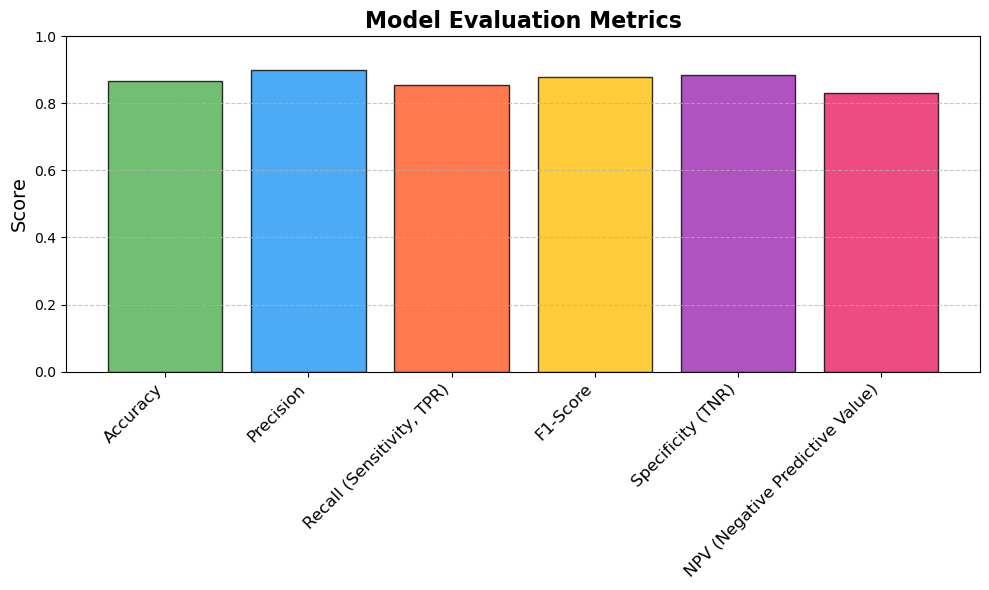 Model Evaluation Metrics
Score
1.0
0.8
0.6
0.4
0.2
0.0
Accuracy
Precision
Recall (Sensitivity, TPR)
F1-Score
Specificity (TNR)
NPV (Negative Predictive Value)